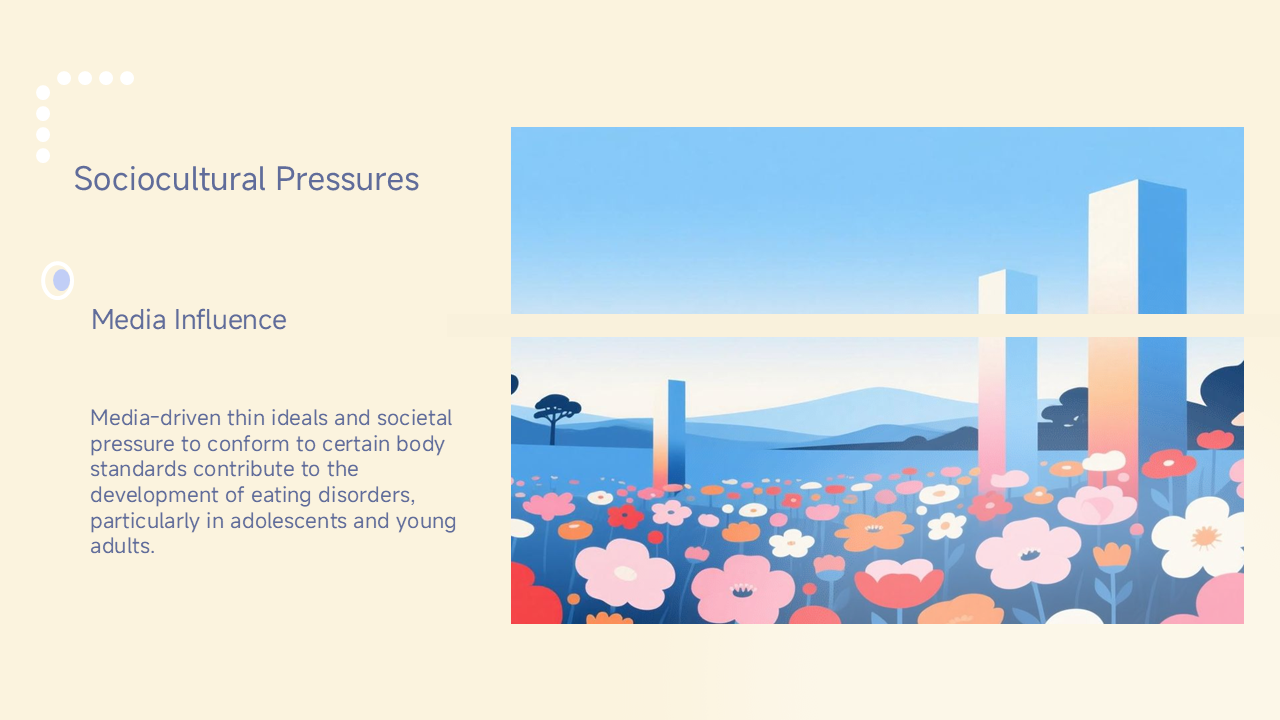 Sociocultural Pressures
Media Influence
Media-driven thin ideals and societal
pressure to conform to certain body
standards contribute to the
development of eating disorders,
particularly in adolescents and young
adults.